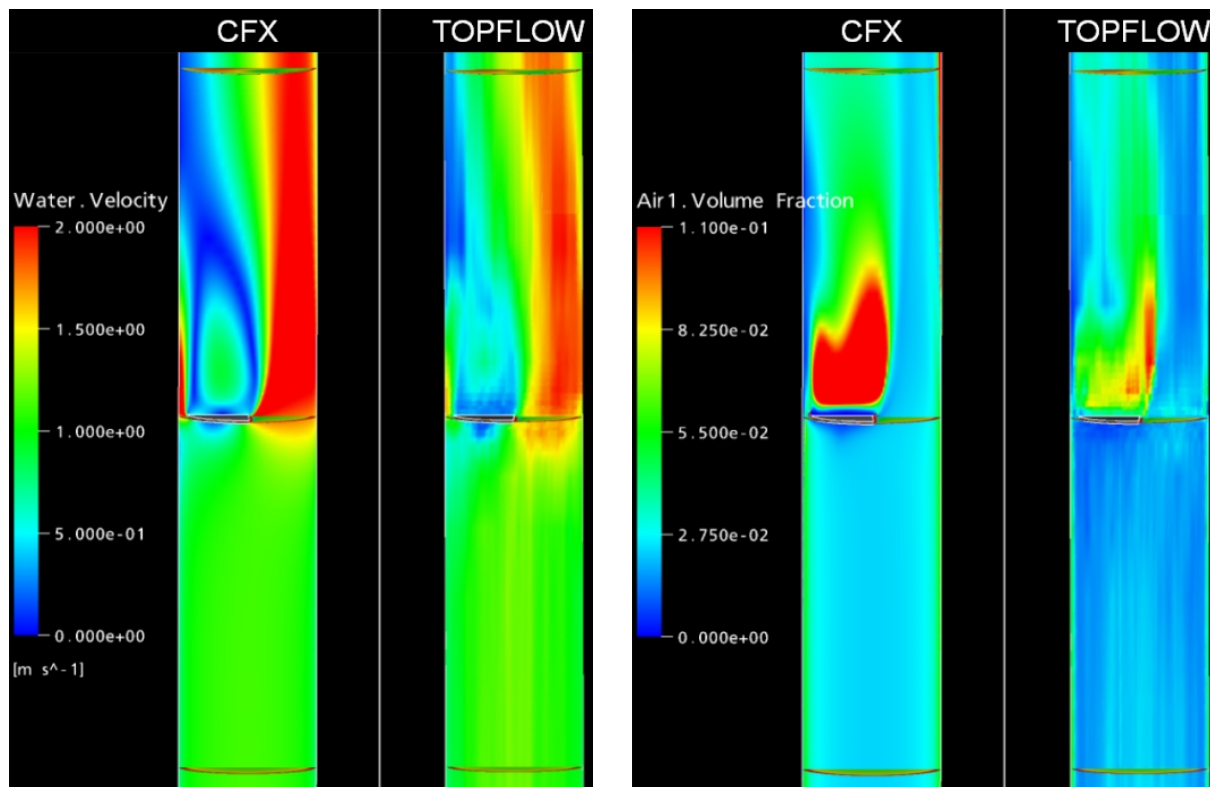 CFX TOPFLOW
Water.Velocity
2.000e+00
1.500e+00
1.000e+00
5.000e-01
0.000e+00
[m s^-1]
CFX TOPFLOW
Air1.Volume Fraction
1.100e-01
8.250e-02
5.500e-02
2.750e-02
0.000e+00